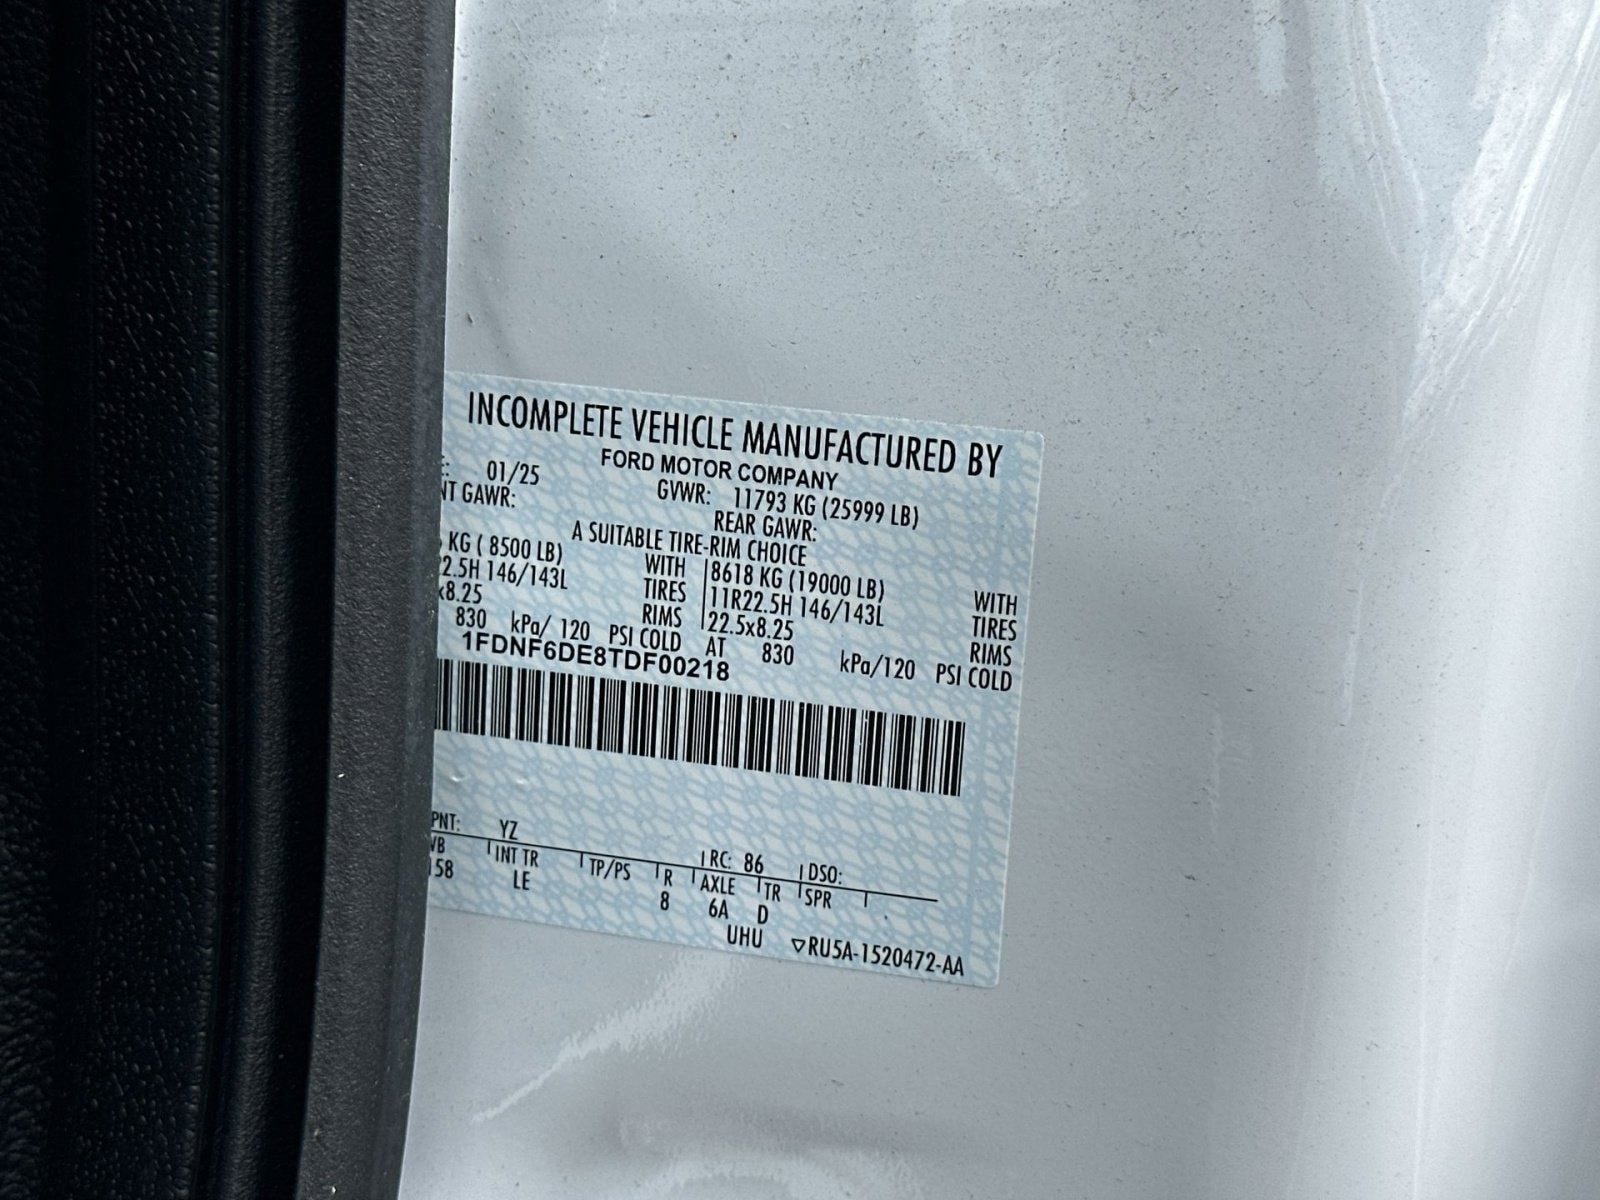 INCOMPLETE VEHICLE MANUFACTURED BY
FORD MOTOR COMPANY
E: 01/25 GVWR: 11793 KG (25999 LB)
NT GAWR: REAR GAWR:
A SUITABLE TIRE-RIM CHOICE
KG ( 8500 LB) WITH 8618 KG (19000 LB) WITH
2.5H 146/143L TIRES 11R22.5H 146/143L TIRES
x8.25 RIMS 22.5x8.25 RIMS
830 kPa/ 120 PSI COLD AT 830 kPa/120 PSI COLD
1FDNF6DE8TDF00218
PNT: YZ RC: 86 DSO:
WB INT TR TP/PS R AXLE TR SPR
158 LE 8 6A D
UHU ▽RU5A-1520472-AA